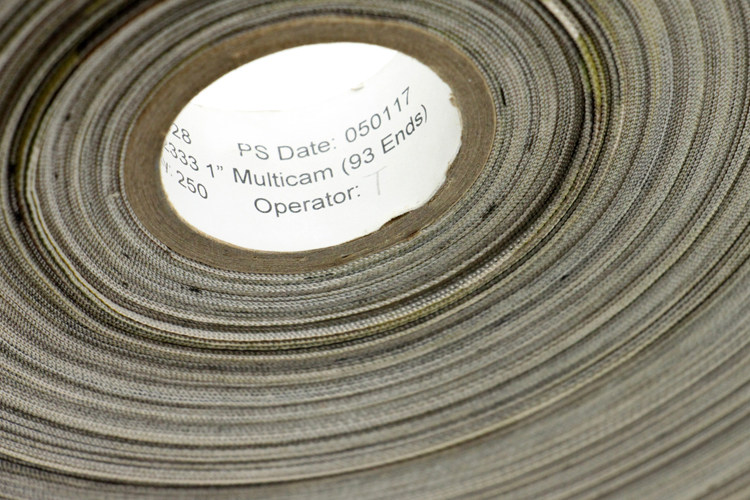 28 PS Date: 050117
333 1" Multicam (93 Ends)
: 250 Operator: T